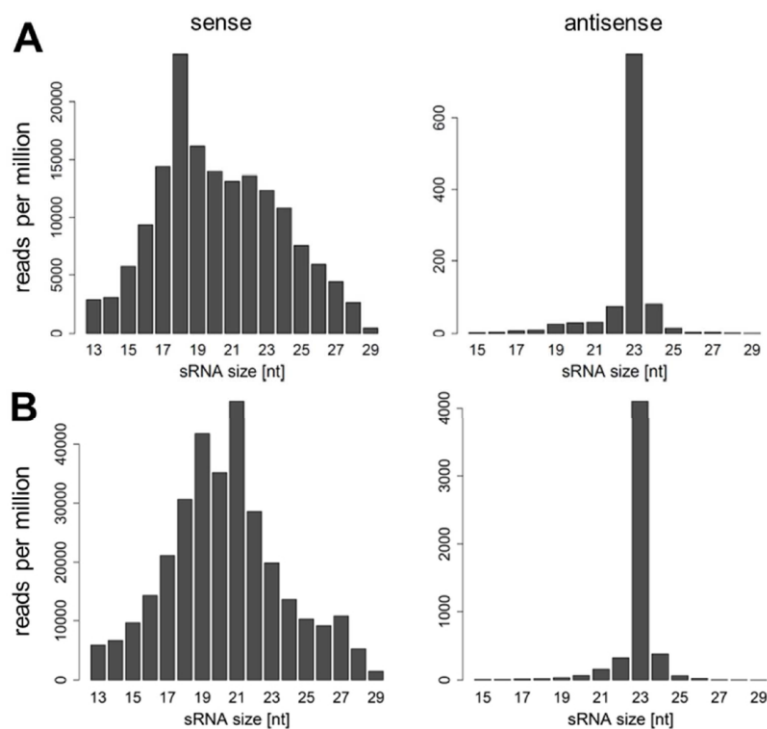 A
sense
antisense
reads per million
20000
15000
10000
5000
0
13 15 17 19 21 23 25 27 29
sRNA size [nt]
600
400
200
0
15 17 19 21 23 25 27 29
sRNA size [nt]
B
reads per million
40000
30000
20000
10000
0
13 15 17 19 21 23 25 27 29
sRNA size [nt]
4000
3000
2000
1000
0
15 17 19 21 23 25 27 29
sRNA size [nt]